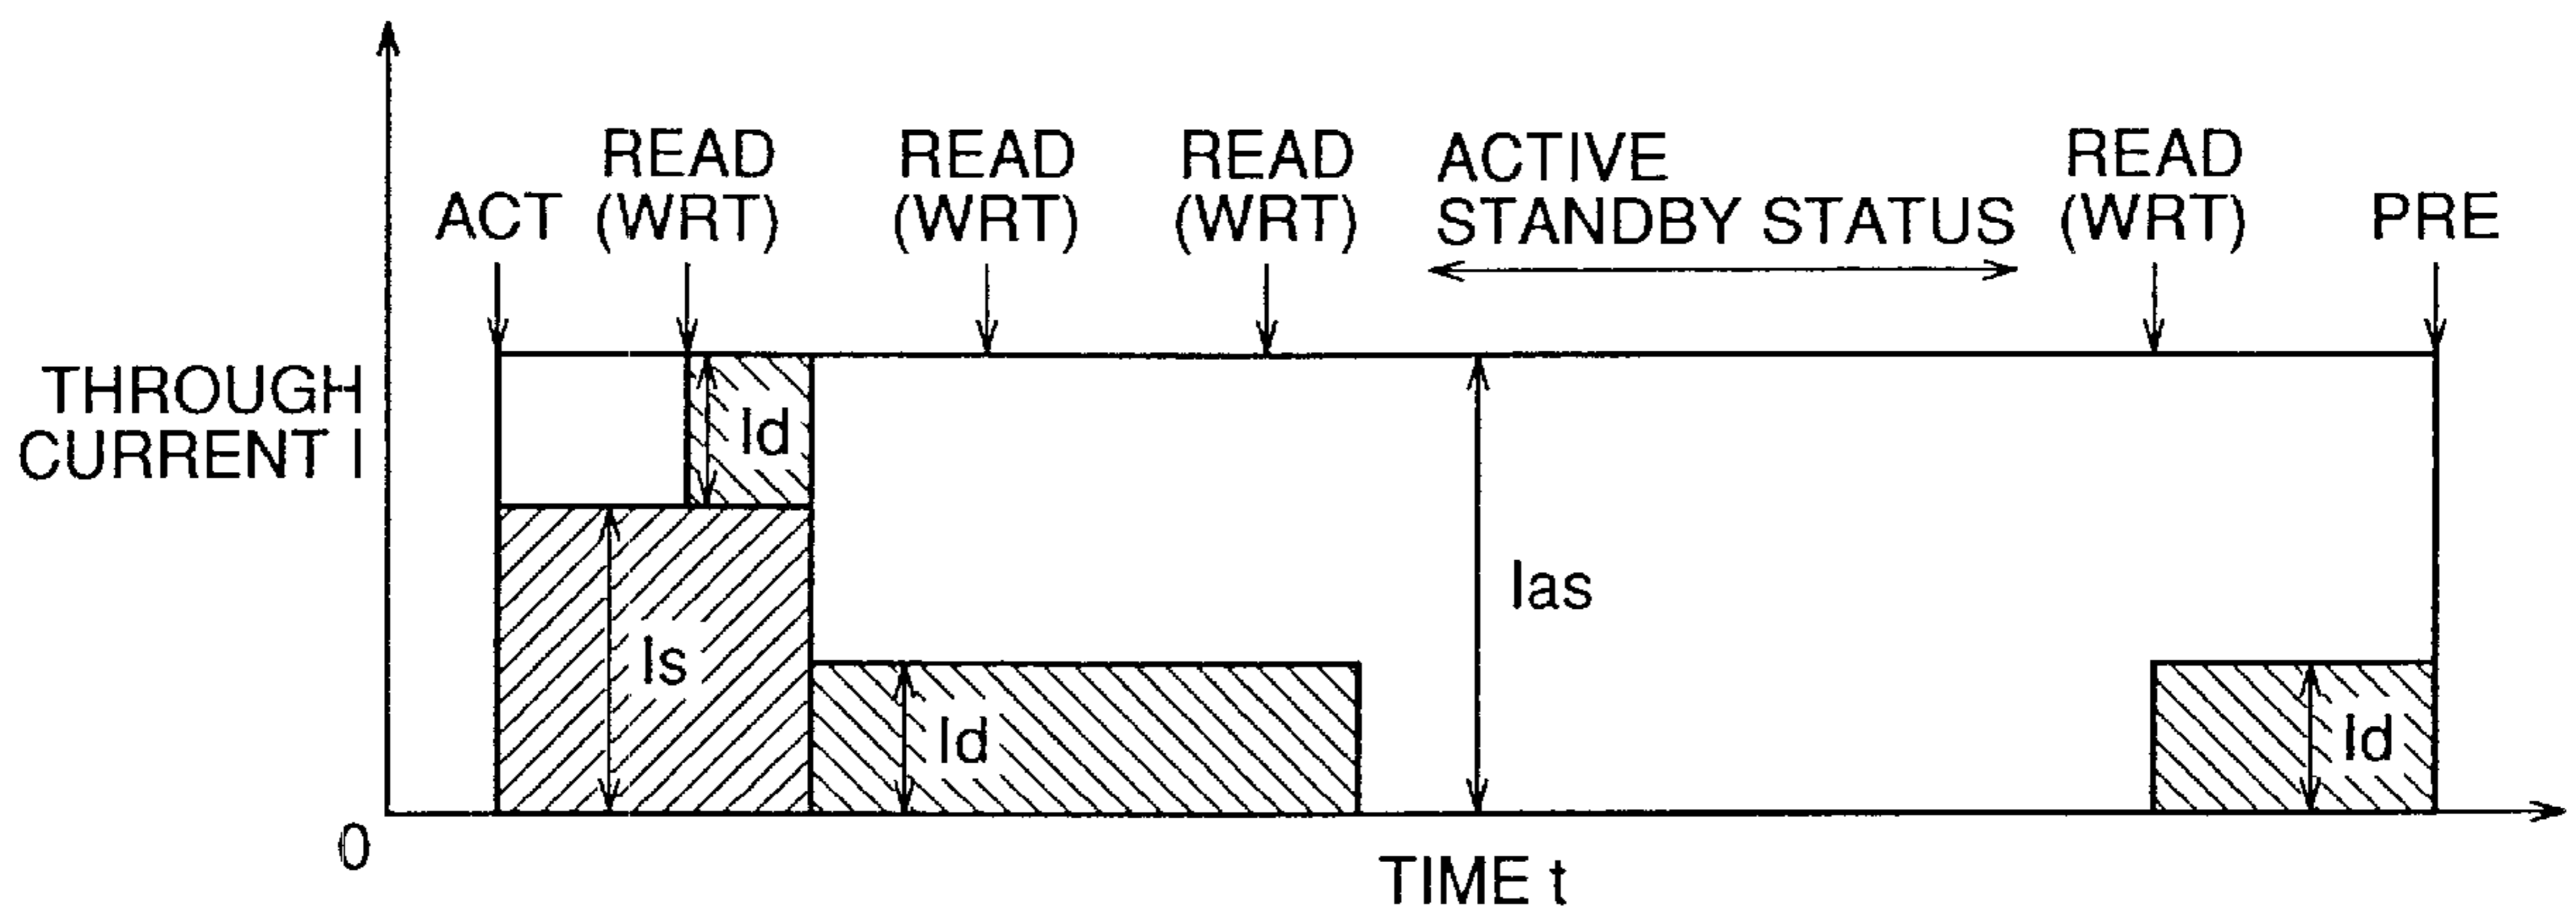 READ
(WRT)
READ
(WRT)
READ
(WRT)
ACTIVE
STANDBY STATUS
READ
(WRT)
ACT
PRE
THROUGH
CURRENT I
Id
Is
Id
Ias
Id
0
TIME t